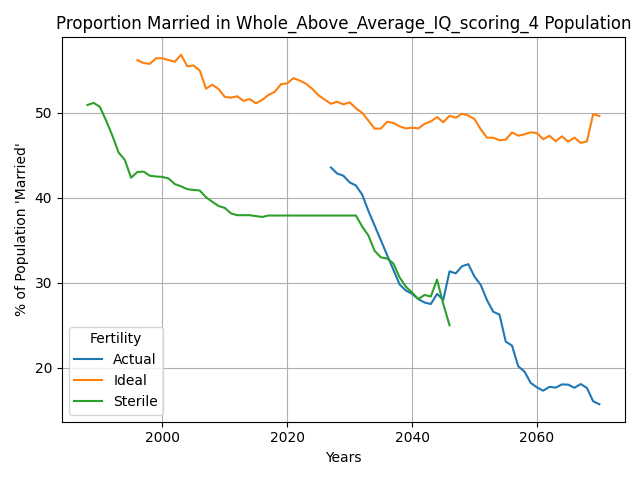 Proportion Married in Whole_Above_Average_IQ_scoring_4 Population
% of Population 'Married'
50
40
30
20
Fertility
Actual
Ideal
Sterile
2000
2020
2040
2060
Years